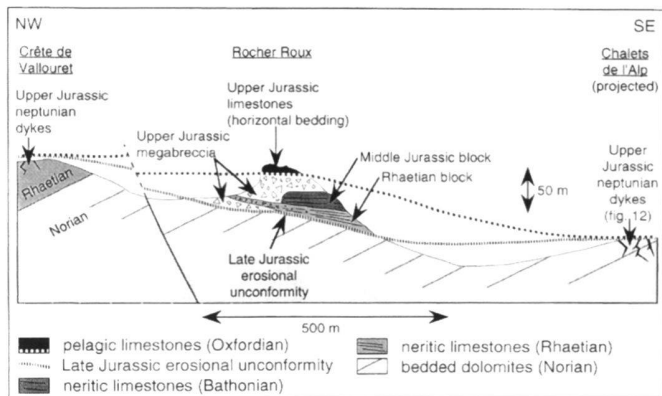 NW
SE
Crête de
Vallouret
Rocher Roux
Chalets
de l'Alp
(projected)
Upper Jurassic
neptunian
dykes
Upper Jurassic
limestones
(horizontal bedding)
Upper Jurassic
megabreccia
Middle Jurassic block
Rhaetian block
Upper
Jurassic
neptunian
dykes
(fig. 12)
50 m
Rhaetian
Norian
Late Jurassic
erosional
unconformity
500 m
pelagic limestones (Oxfordian)
Late Jurassic erosional unconformity
neritic limestones (Bathonian)
neritic limestones (Rhaetian)
bedded dolomites (Norian)